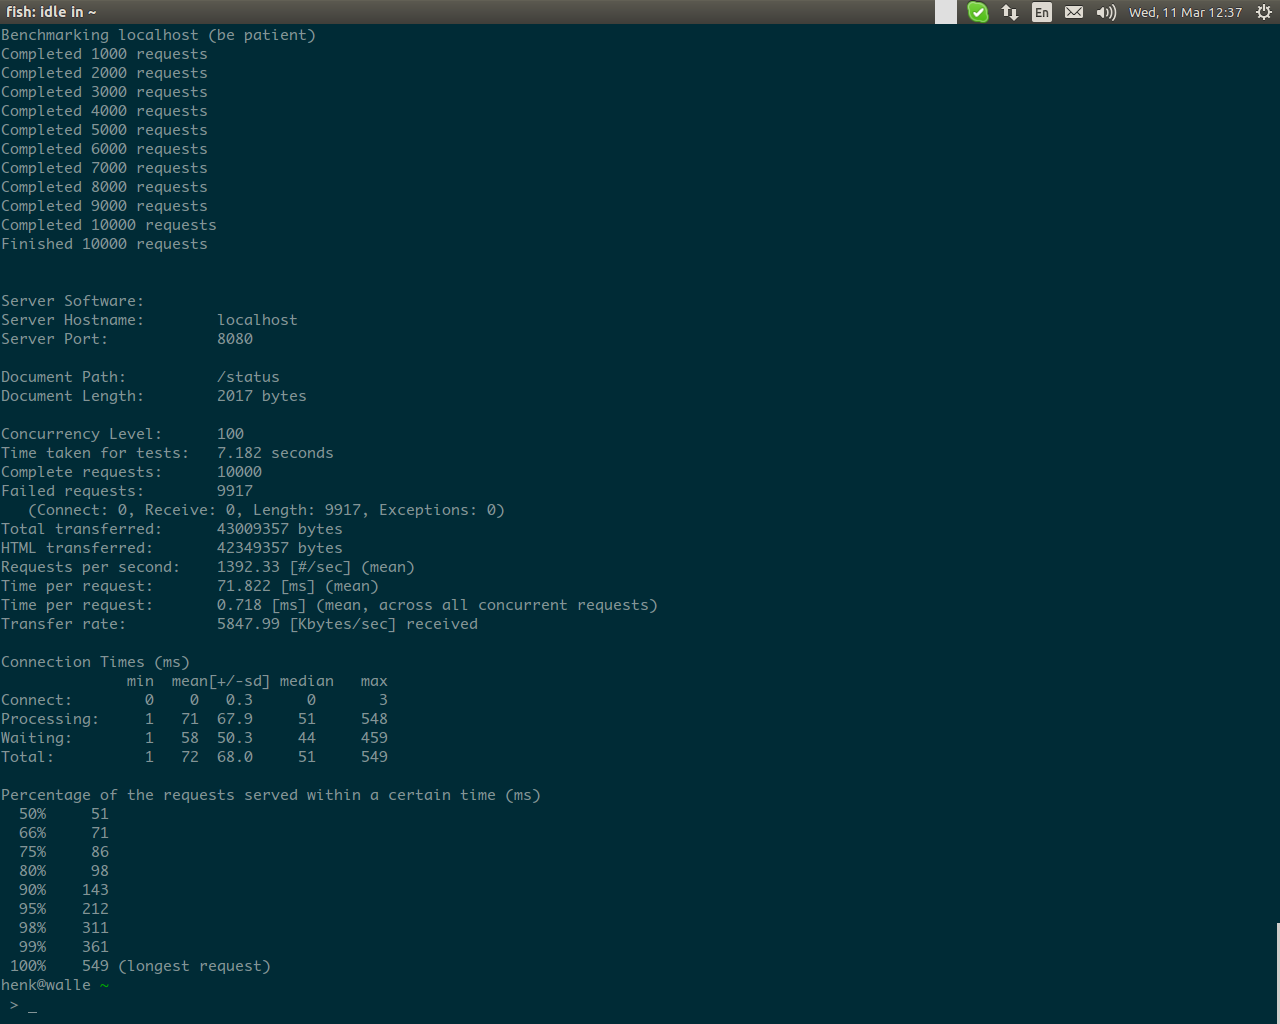 fish: idle in ~
En
Wed, 11 Mar 12:37
Benchmarking localhost (be patient)
Completed 1000 requests
Completed 2000 requests
Completed 3000 requests
Completed 4000 requests
Completed 5000 requests
Completed 6000 requests
Completed 7000 requests
Completed 8000 requests
Completed 9000 requests
Completed 10000 requests
Finished 10000 requests
Server Software:
Server Hostname:        localhost
Server Port:            8080
Document Path:          /status
Document Length:        2017 bytes
Concurrency Level:      100
Time taken for tests:   7.182 seconds
Complete requests:      10000
Failed requests:        9917
   (Connect: 0, Receive: 0, Length: 9917, Exceptions: 0)
Total transferred:      43009357 bytes
HTML transferred:       42349357 bytes
Requests per second:    1392.33 [#/sec] (mean)
Time per request:       71.822 [ms] (mean)
Time per request:       0.718 [ms] (mean, across all concurrent requests)
Transfer rate:          5847.99 [Kbytes/sec] received
Connection Times (ms)
              min  mean[+/-sd] median   max
Connect:        0    0   0.3      0       3
Processing:     1   71  67.9     51     548
Waiting:        1   58  50.3     44     459
Total:          1   72  68.0     51     549
Percentage of the requests served within a certain time (ms)
  50%     51
  66%     71
  75%     86
  80%     98
  90%    143
  95%    212
  98%    311
  99%    361
 100%    549 (longest request)
henk@walle ~
 > _